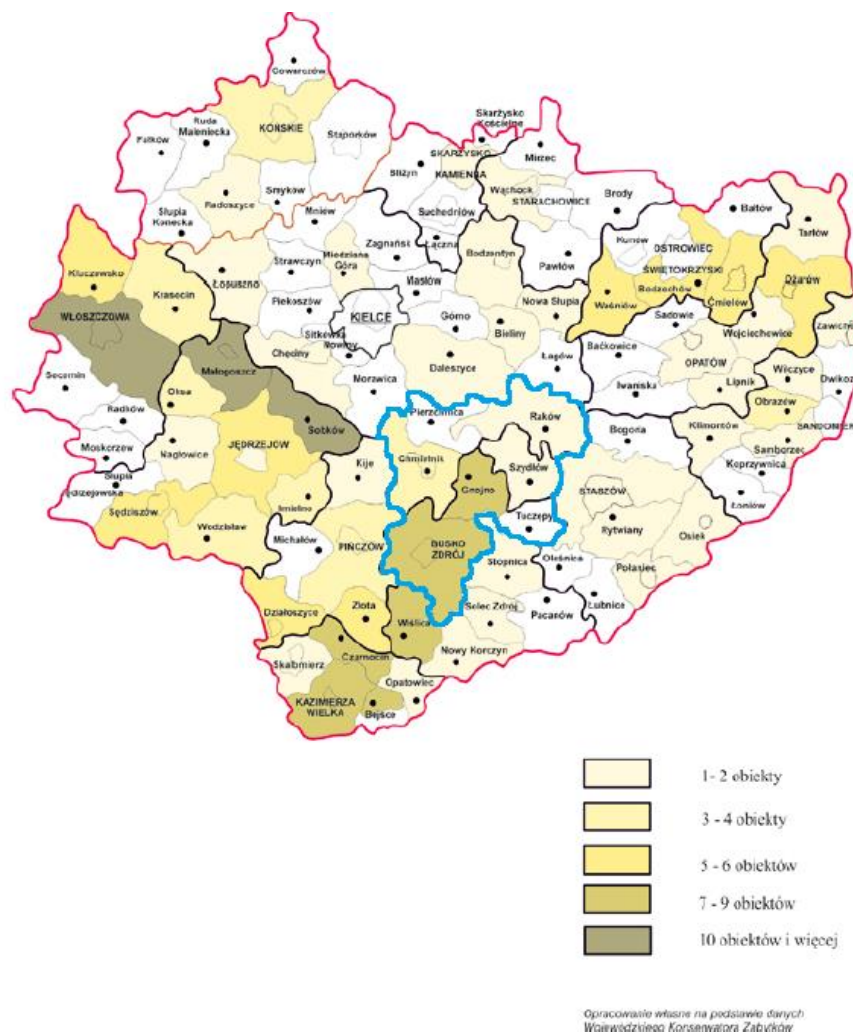 Gowarczów
Ruda
Maleniecka
KOŃSKIE
Stąporków
Fałków
Skarżysko
Kościelne
SKARŻYSKO
KAMIENNA
Mirzec
Bliżyn
Smyków
Radoszyce
Wąchock
STARACHOWICE
Brody
Bałtów
Słupia
Konecka
Mniew
Suchedniów
Zagnańsk
Łączna
Tarłów
Kunów
OSTROWIEC
ŚWIĘTOKRZYSKI
Kluczewsko
Łopuszno
Strawczyn
Miedziana
Góra
Masłów
Bodzentyn
Pawłów
Bodzechów
Ćmielów
Ożarów
Waśniów
Krasocin
Piekoszów
KIELCE
Górno
Nowa Słupia
Bieliny
Sadowie
Wojciechowice
WŁOSZCZOWA
Sitkówka
Nowiny
Łagów
Baćkowice
OPATÓW
Małogoszcz
Chęciny
Daleszyce
Wilczyce
Dwikoz
Secemin
Oksa
Morawica
Iwaniska
Lipnik
Obrazów
Radków
Sobków
Pierzchnica
Raków
Bogoria
Klimontów
SANDOMIERZ
Moskorzew
Nagłowice
JĘDRZEJÓW
Kije
Chmielnik
Szydłów
Samborzec
Koprzywnica
Słupia
Jędrzejowska
Imielno
Gnojno
STASZÓW
Łoniów
Sędziszów
Wodzisław
Michałów
PIŃCZÓW
BUSKO
ZDRÓJ
Tuczępy
Rytwiany
Osiek
Stopnica
Oleśnica
Połaniec
Działoszyce
Złota
Solec Zdrój
Pacanów
Łubnice
Wiślica
Skalbmierz
Czarnocin
Nowy Korczyn
Opatowiec
KAZIMIERZA
WIELKA
Bejsce
1- 2 obiekty
3 - 4 obiekty
5 - 6 obiektów
7 - 9 obiektów
10 obiektów i więcej
Opracowanie własne na podstawie danych
Wojewódzkiego Konserwatora Zabytków